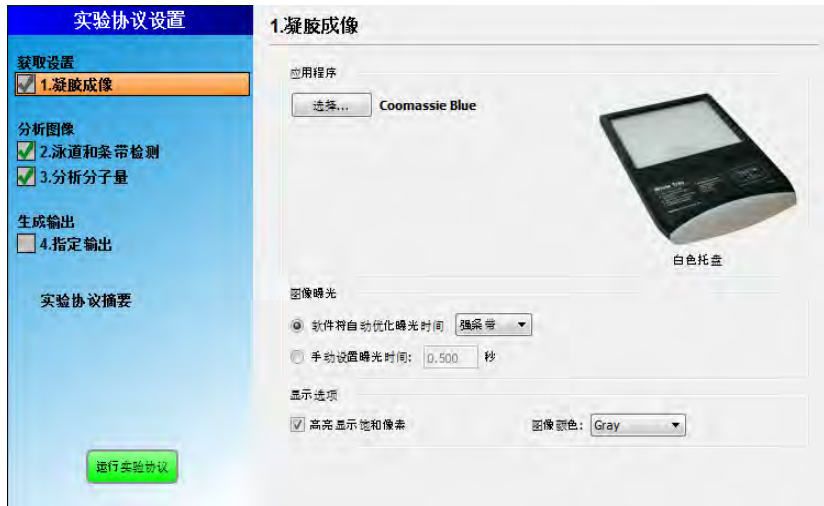 实验协议设置
获取设置
1.凝胶成像
分析图像
2.泳道和条带检测
3.分析分子量
生成输出
4.指定输出
实验协议摘要
运行实验协议
1.凝胶成像
应用程序
选择... Coomassie Blue
白色托盘
图像曝光
软件将自动优化曝光时间 强条带
手动设置曝光时间: 0.500 秒
显示选项
高亮显示饱和像素 图像颜色: Gray